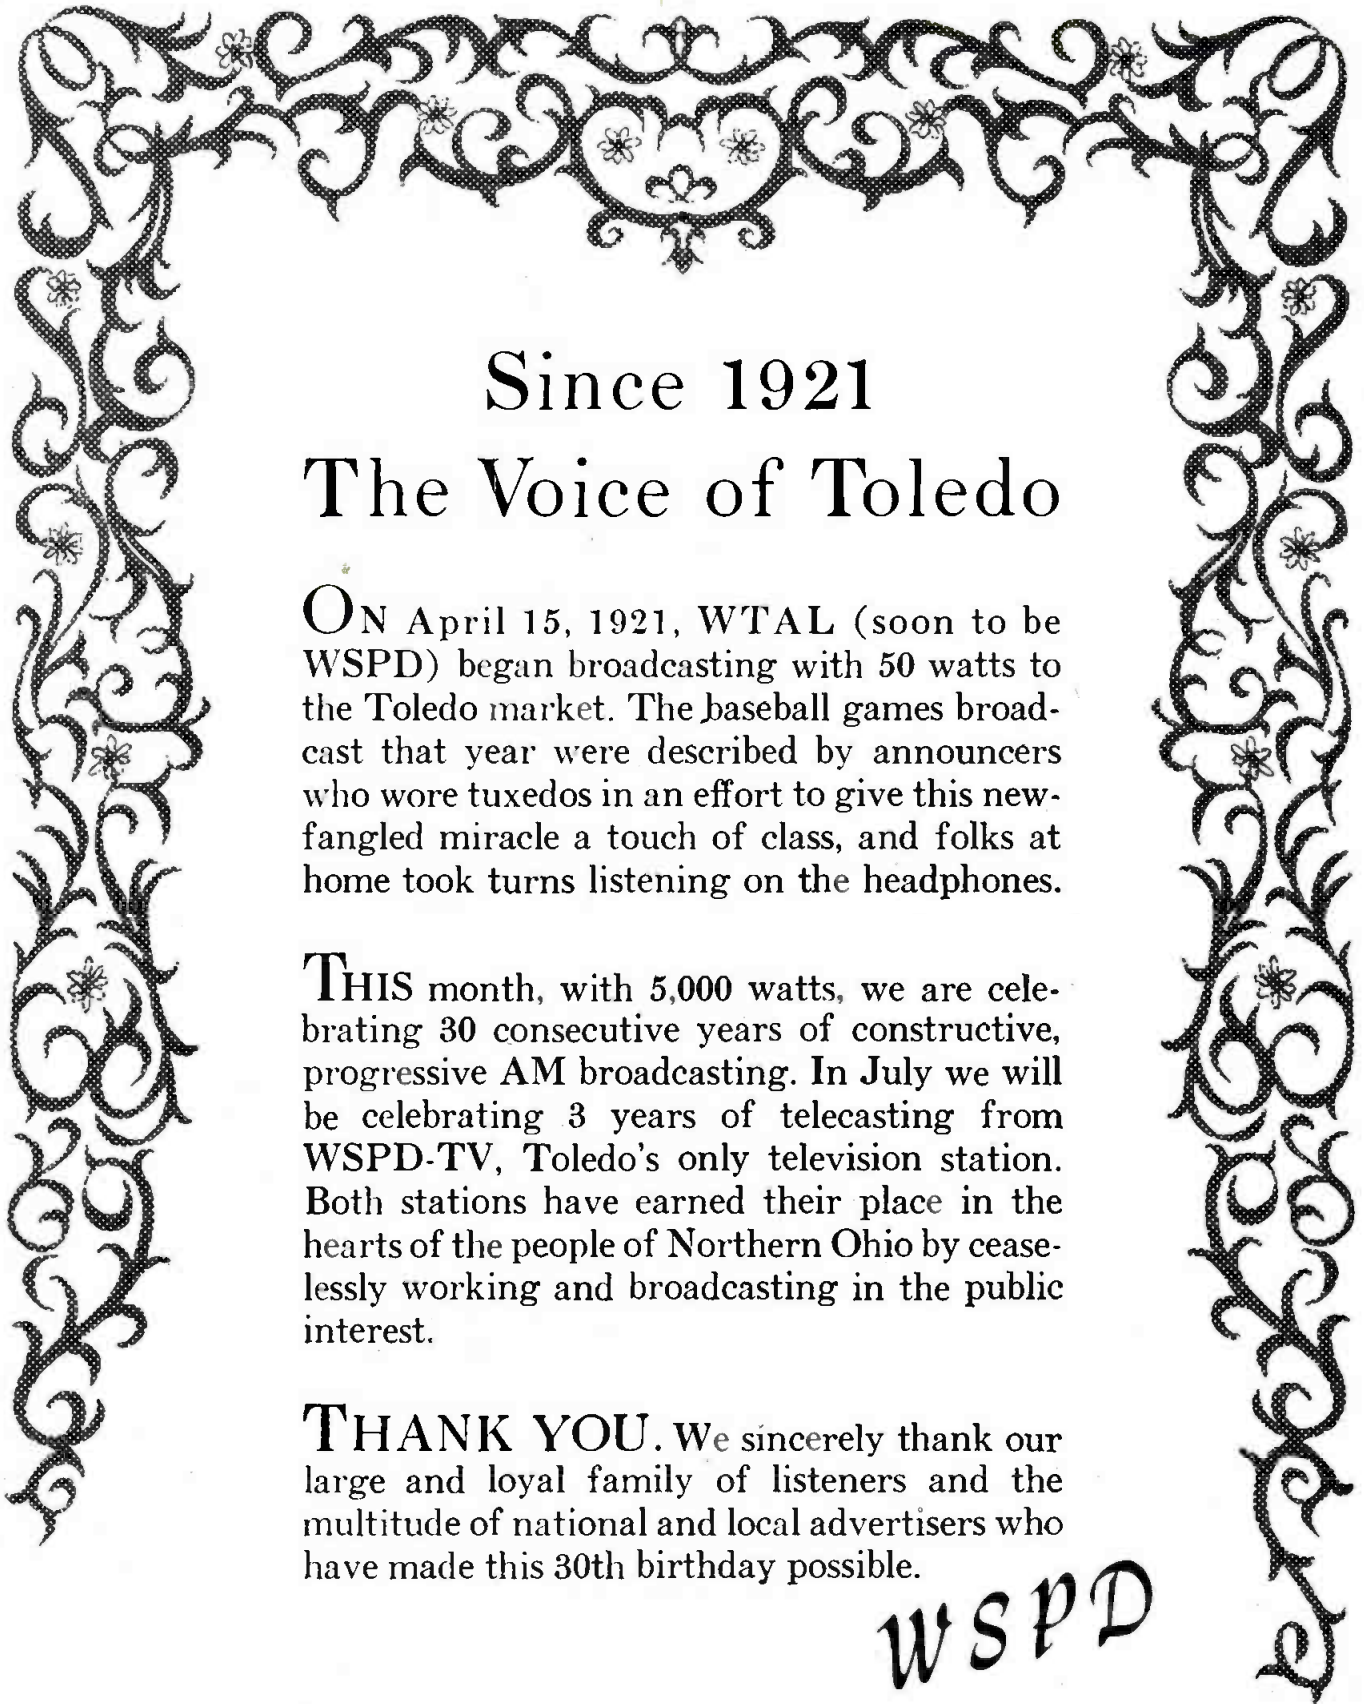 Since 1921
The Voice of Toledo
ON April 15, 1921, WTAL (soon to be
WSPD) began broadcasting with 50 watts to
the Toledo market. The baseball games broad-
cast that year were described by announcers
who wore tuxedos in an effort to give this new-
fangled miracle a touch of class, and folks at
home took turns listening on the headphones.
THIS month, with 5,000 watts, we are cele-
brating 30 consecutive years of constructive,
progressive AM broadcasting. In July we will
be celebrating 3 years of telecasting from
WSPD-TV, Toledo's only television station.
Both stations have earned their place in the
hearts of the people of Northern Ohio by cease-
lessly working and broadcasting in the public
interest.
THANK YOU. We sincerely thank our
large and loyal family of listeners and the
multitude of national and local advertisers who
have made this 30th birthday possible.
WSPD